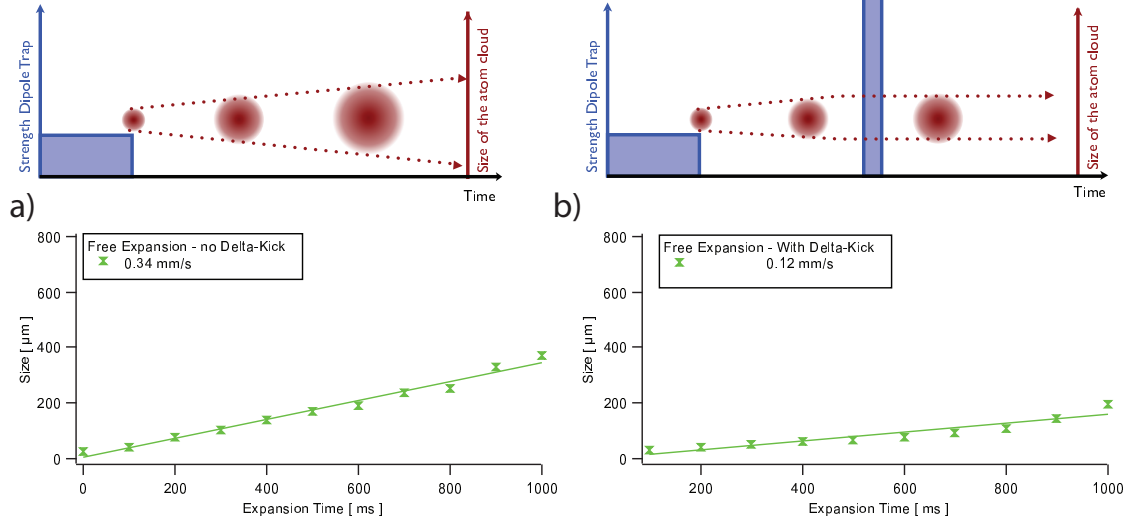 Strength Dipole Trap
Size of the atom cloud
Time
a)
Strength Dipole Trap
Size of the atom cloud
Time
b)
800
600
400
200
0
Size [ µm ]
Free Expansion - no Delta-Kick
0.34 mm/s
0
200
400
600
800
1000
Expansion Time [ ms ]
800
600
400
200
0
Size [ µm ]
Free Expansion - With Delta-Kick
0.12 mm/s
200
400
600
800
1000
Expansion Time [ ms ]